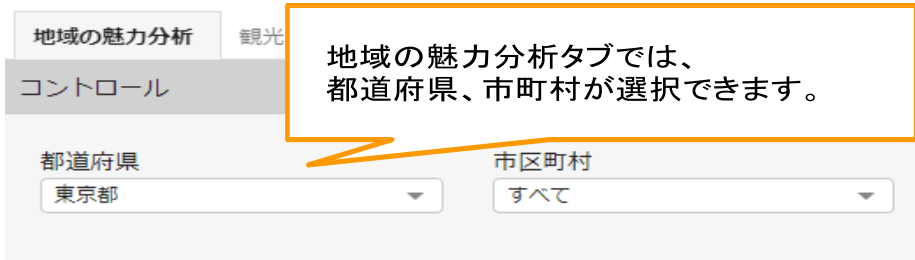 地域の魅力分析 観光
地域の魅力分析タブでは、
都道府県、市町村が選択できます。
コントロール
都道府県 市区町村
東京都 すべて